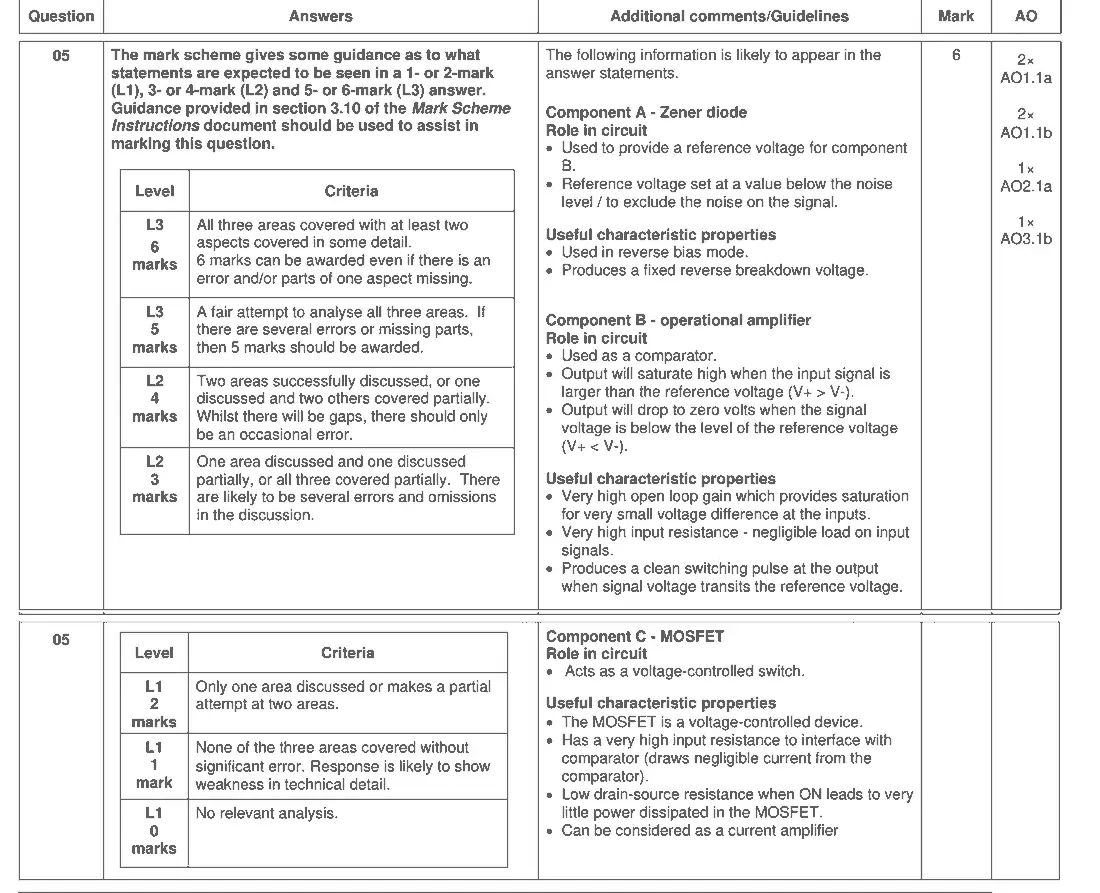 Question Answers Additional comments/Guidelines Mark AO
05
The mark scheme gives some guidance as to what
statements are expected to be seen in a 1- or 2-mark
(L1), 3- or 4-mark (L2) and 5- or 6-mark (L3) answer.
Guidance provided in section 3.10 of the Mark Scheme
Instructions document should be used to assist in
marking this question.
Level Criteria
L3
6
marks
All three areas covered with at least two
aspects covered in some detail.
6 marks can be awarded even if there is an
error and/or parts of one aspect missing.
L3
5
marks
A fair attempt to analyse all three areas. If
there are several errors or missing parts,
then 5 marks should be awarded.
L2
4
marks
Two areas successfully discussed, or one
discussed and two others covered partially.
Whilst there will be gaps, there should only
be an occasional error.
L2
3
marks
One area discussed and one discussed
partially, or all three covered partially. There
are likely to be several errors and omissions
in the discussion.
The following information is likely to appear in the
answer statements.
Component A - Zener diode
Role in circuit
• Used to provide a reference voltage for component
B.
• Reference voltage set at a value below the noise
level / to exclude the noise on the signal.
Useful characteristic properties
• Used in reverse bias mode.
• Produces a fixed reverse breakdown voltage.
Component B - operational amplifier
Role in circuit
• Used as a comparator.
• Output will saturate high when the input signal is
larger than the reference voltage (V+ > V-).
• Output will drop to zero volts when the signal
voltage is below the level of the reference voltage
(V+ < V-).
Useful characteristic properties
• Very high open loop gain which provides saturation
for very small voltage difference at the inputs.
• Very high input resistance - negligible load on input
signals.
• Produces a clean switching pulse at the output
when signal voltage transits the reference voltage.
6
2×
AO1.1a
2×
AO1.1b
1×
AO2.1a
1×
AO3.1b
05
Level Criteria
L1
2
marks
Only one area discussed or makes a partial
attempt at two areas.
L1
1
mark
None of the three areas covered without
significant error. Response is likely to show
weakness in technical detail.
L1
0
marks
No relevant analysis.
Component C - MOSFET
Role in circuit
• Acts as a voltage-controlled switch.
Useful characteristic properties
• The MOSFET is a voltage-controlled device.
• Has a very high input resistance to interface with
comparator (draws negligible current from the
comparator).
• Low drain-source resistance when ON leads to very
little power dissipated in the MOSFET.
• Can be considered as a current amplifier